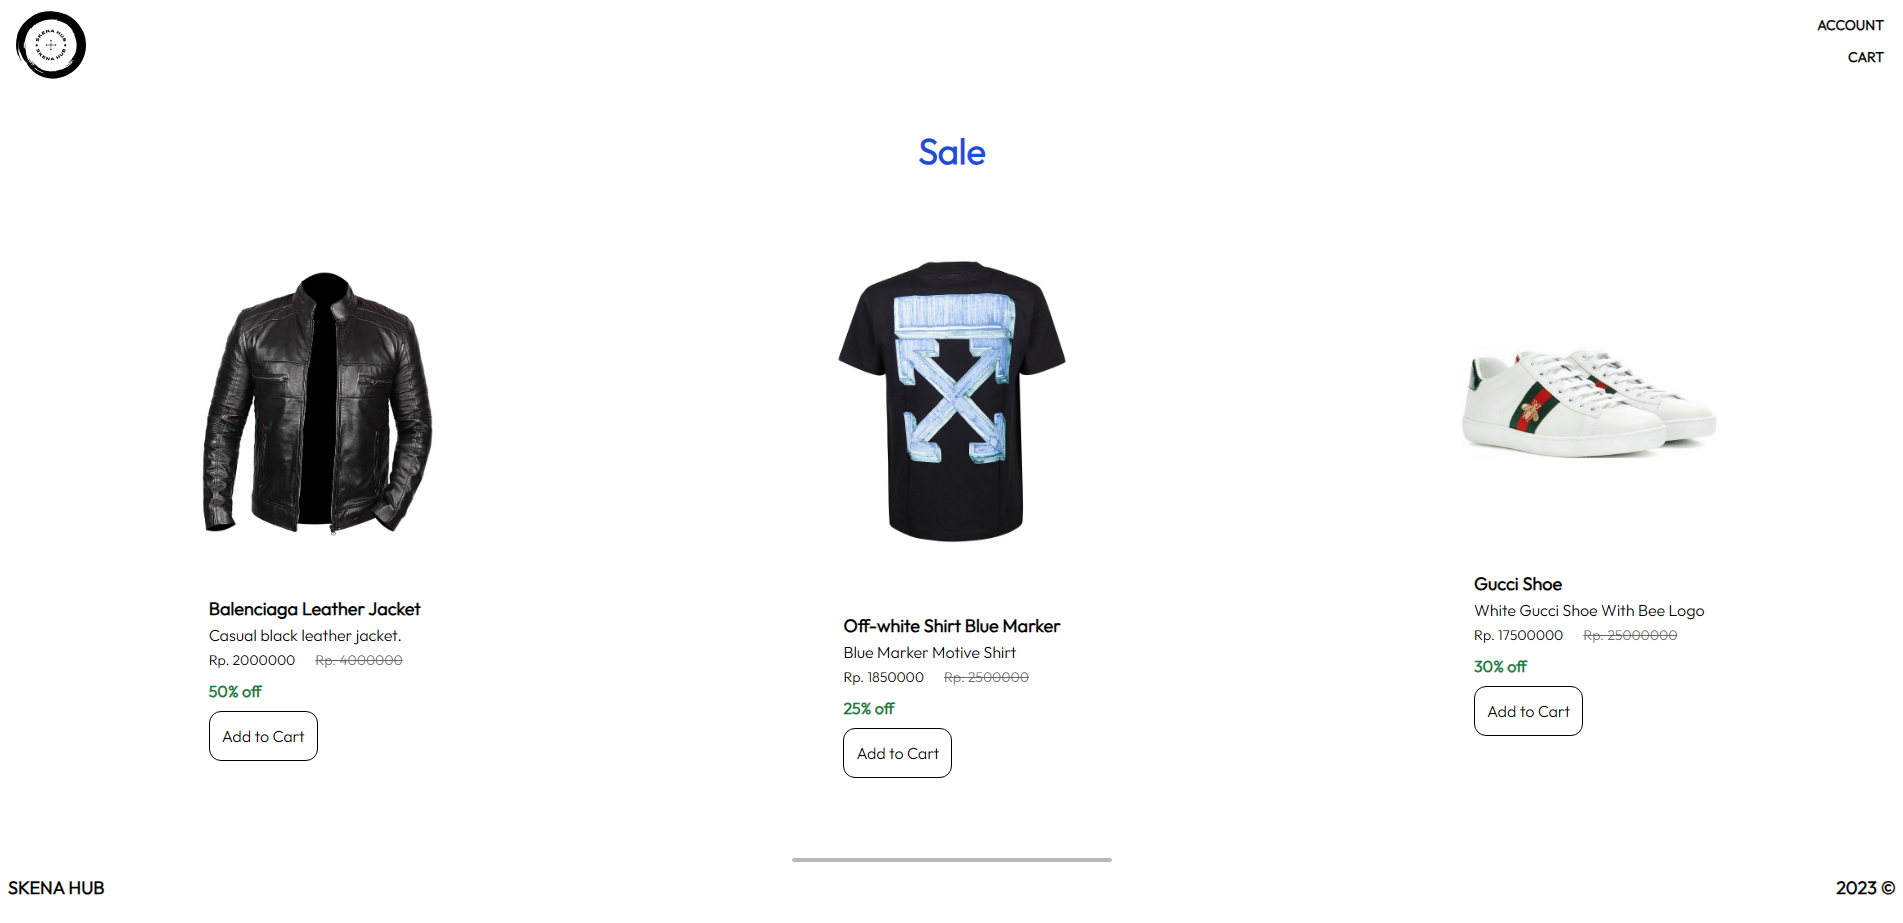 SKENA HUB
SKENA HUB
ACCOUNT
CART
Sale
Balenciaga Leather Jacket
Casual black leather jacket.
Rp. 2000000 Rp. 4000000
50% off
Add to Cart
Off-white Shirt Blue Marker
Blue Marker Motive Shirt
Rp. 1850000 Rp. 2500000
25% off
Add to Cart
Gucci Shoe
White Gucci Shoe With Bee Logo
Rp. 17500000 Rp. 25000000
30% off
Add to Cart
SKENA HUB
2023 ©